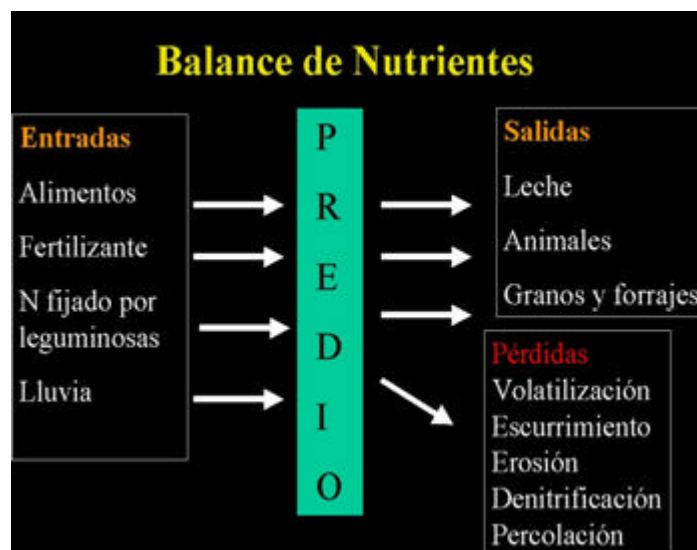 Balance de Nutrientes
Entradas
Alimentos
Fertilizante
N fijado por
leguminosas
Lluvia
P
R
E
D
I
O
Salidas
Leche
Animales
Granos y forrajes
Pérdidas
Volatilización
Escurrimiento
Erosión
Denitrificación
Percolación